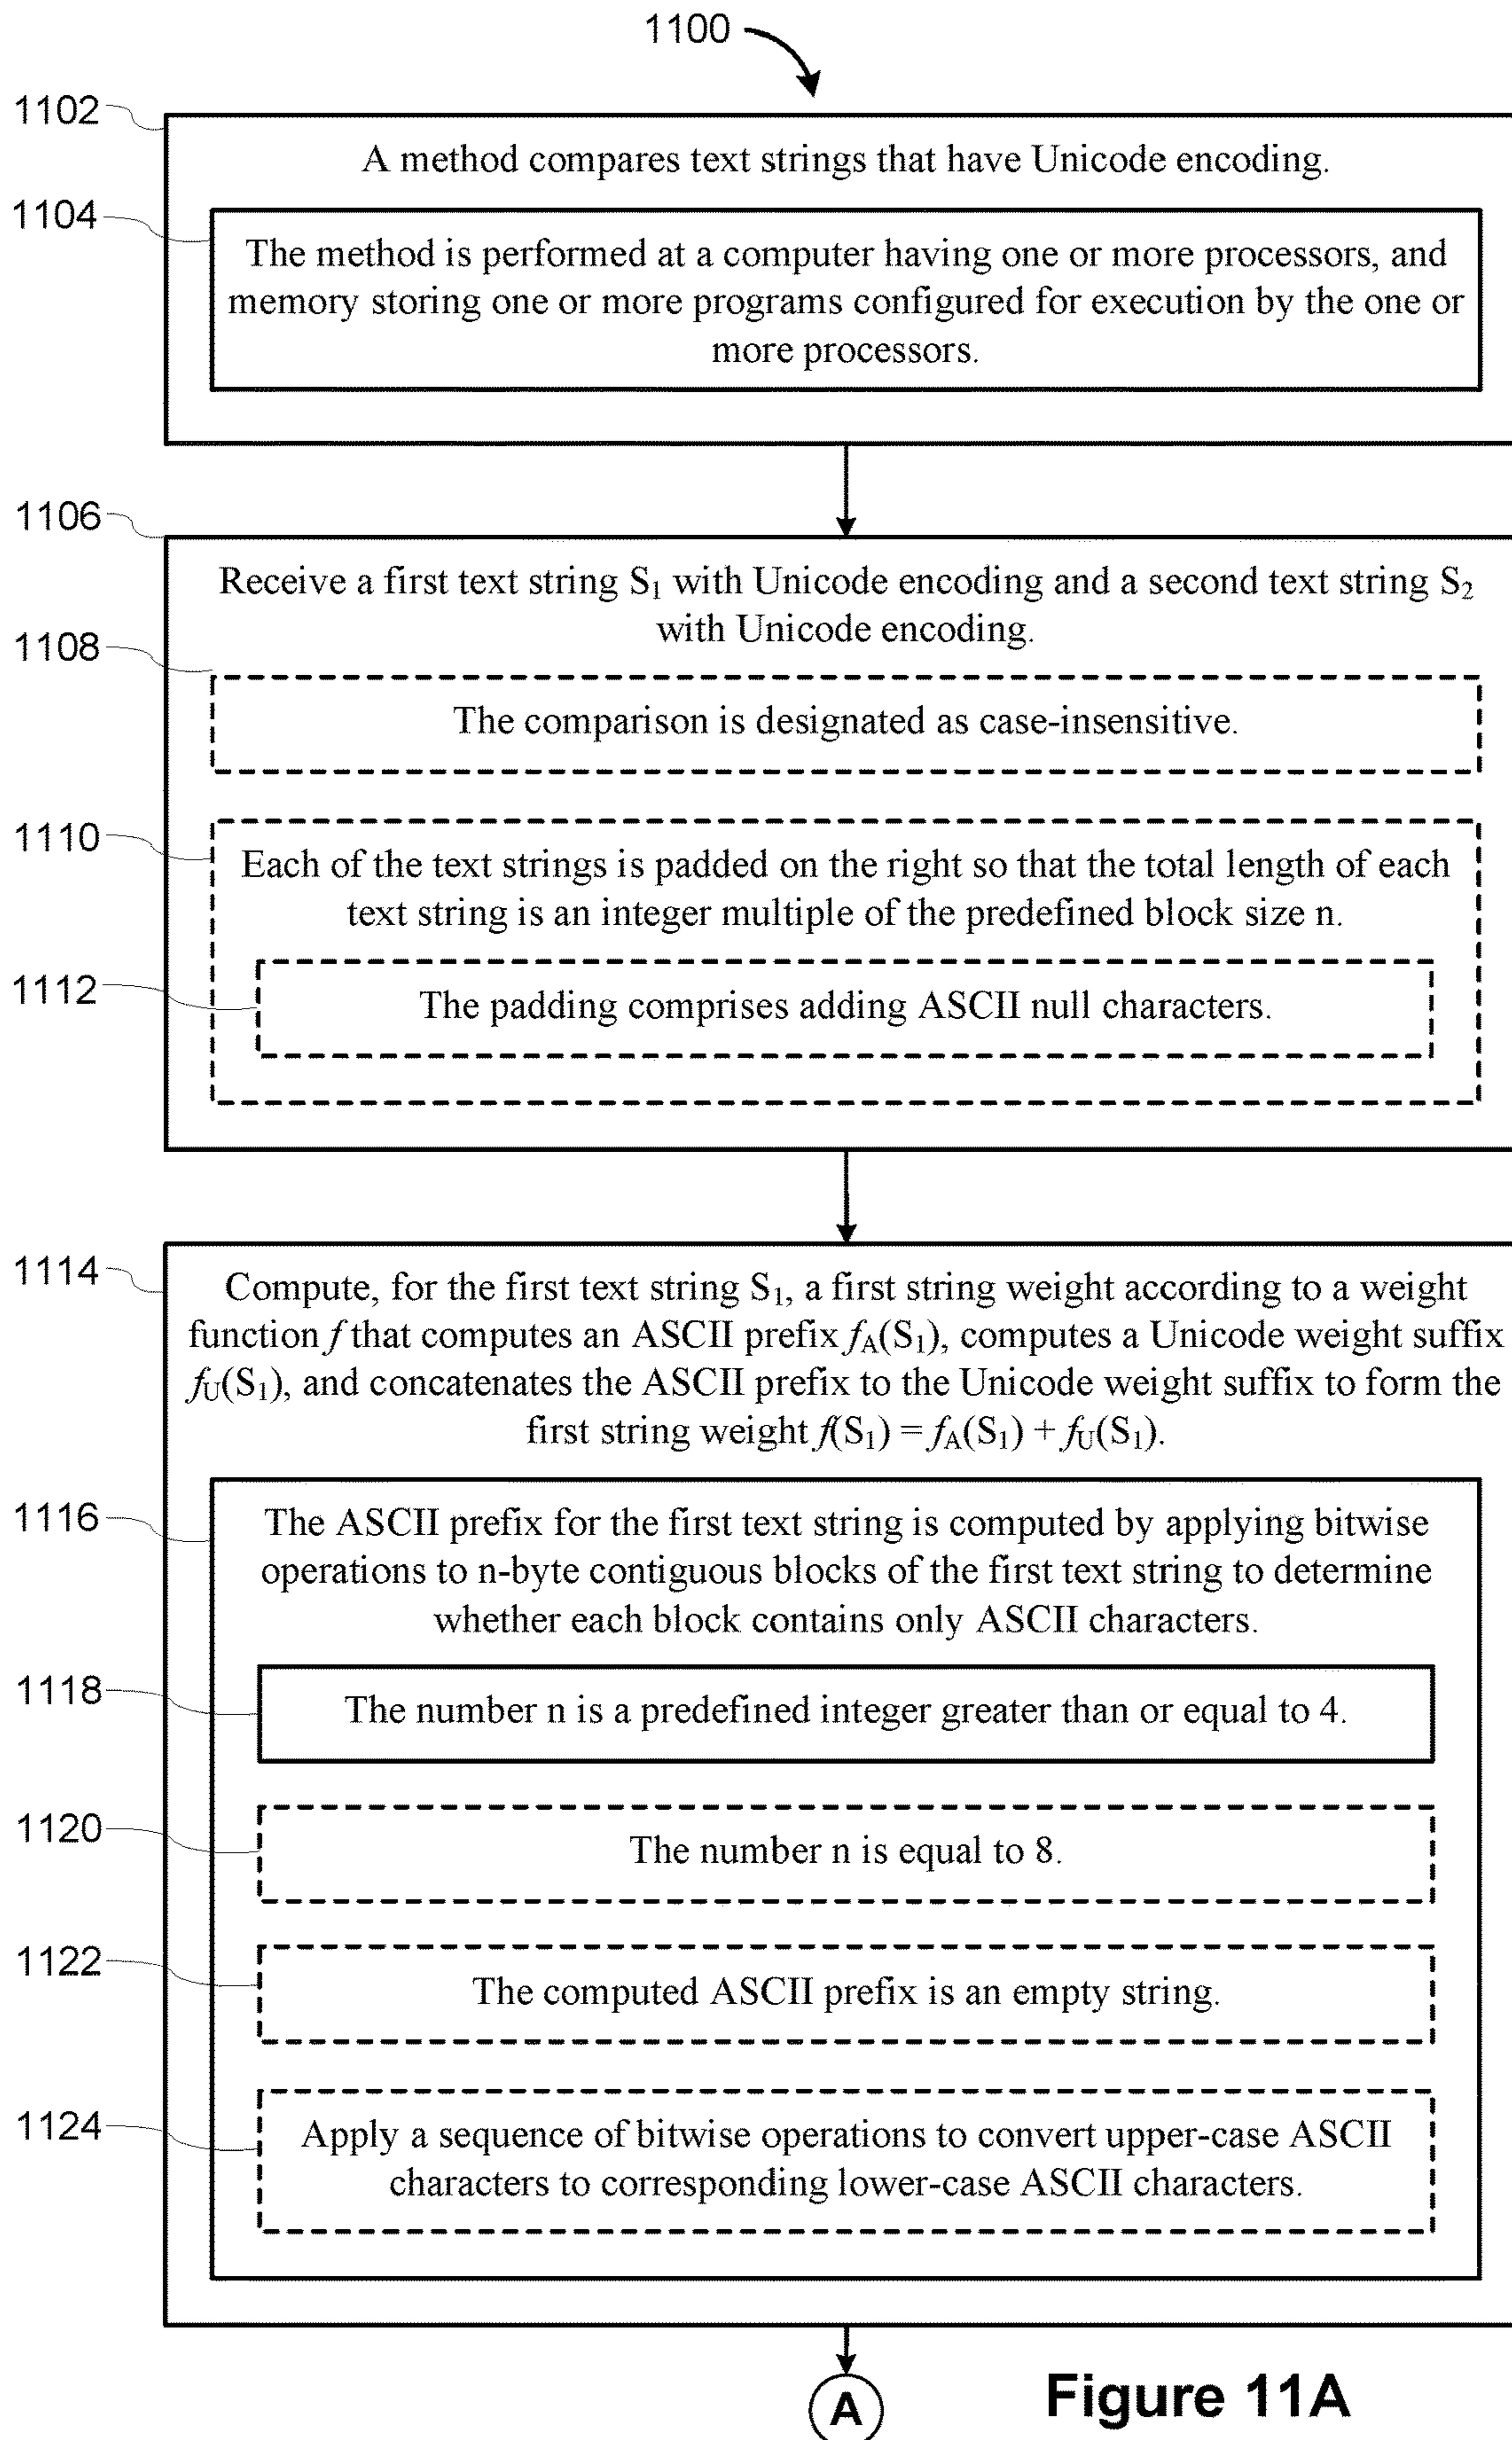 1100
1102
A method compares text strings that have Unicode encoding.
1104
The method is performed at a computer having one or more processors, and
memory storing one or more programs configured for execution by the one or
more processors.
1106
Receive a first text string S₁ with Unicode encoding and a second text string S₂
with Unicode encoding.
1108
The comparison is designated as case-insensitive.
1110
Each of the text strings is padded on the right so that the total length of each
text string is an integer multiple of the predefined block size n.
1112
The padding comprises adding ASCII null characters.
1114
Compute, for the first text string S₁, a first string weight according to a weight
function f that computes an ASCII prefix f_A(S₁), computes a Unicode weight suffix
f_U(S₁), and concatenates the ASCII prefix to the Unicode weight suffix to form the
first string weight f(S₁) = f_A(S₁) + f_U(S₁).
1116
The ASCII prefix for the first text string is computed by applying bitwise
operations to n-byte contiguous blocks of the first text string to determine
whether each block contains only ASCII characters.
1118
The number n is a predefined integer greater than or equal to 4.
1120
The number n is equal to 8.
1122
The computed ASCII prefix is an empty string.
1124
Apply a sequence of bitwise operations to convert upper-case ASCII
characters to corresponding lower-case ASCII characters.
A
Figure 11A